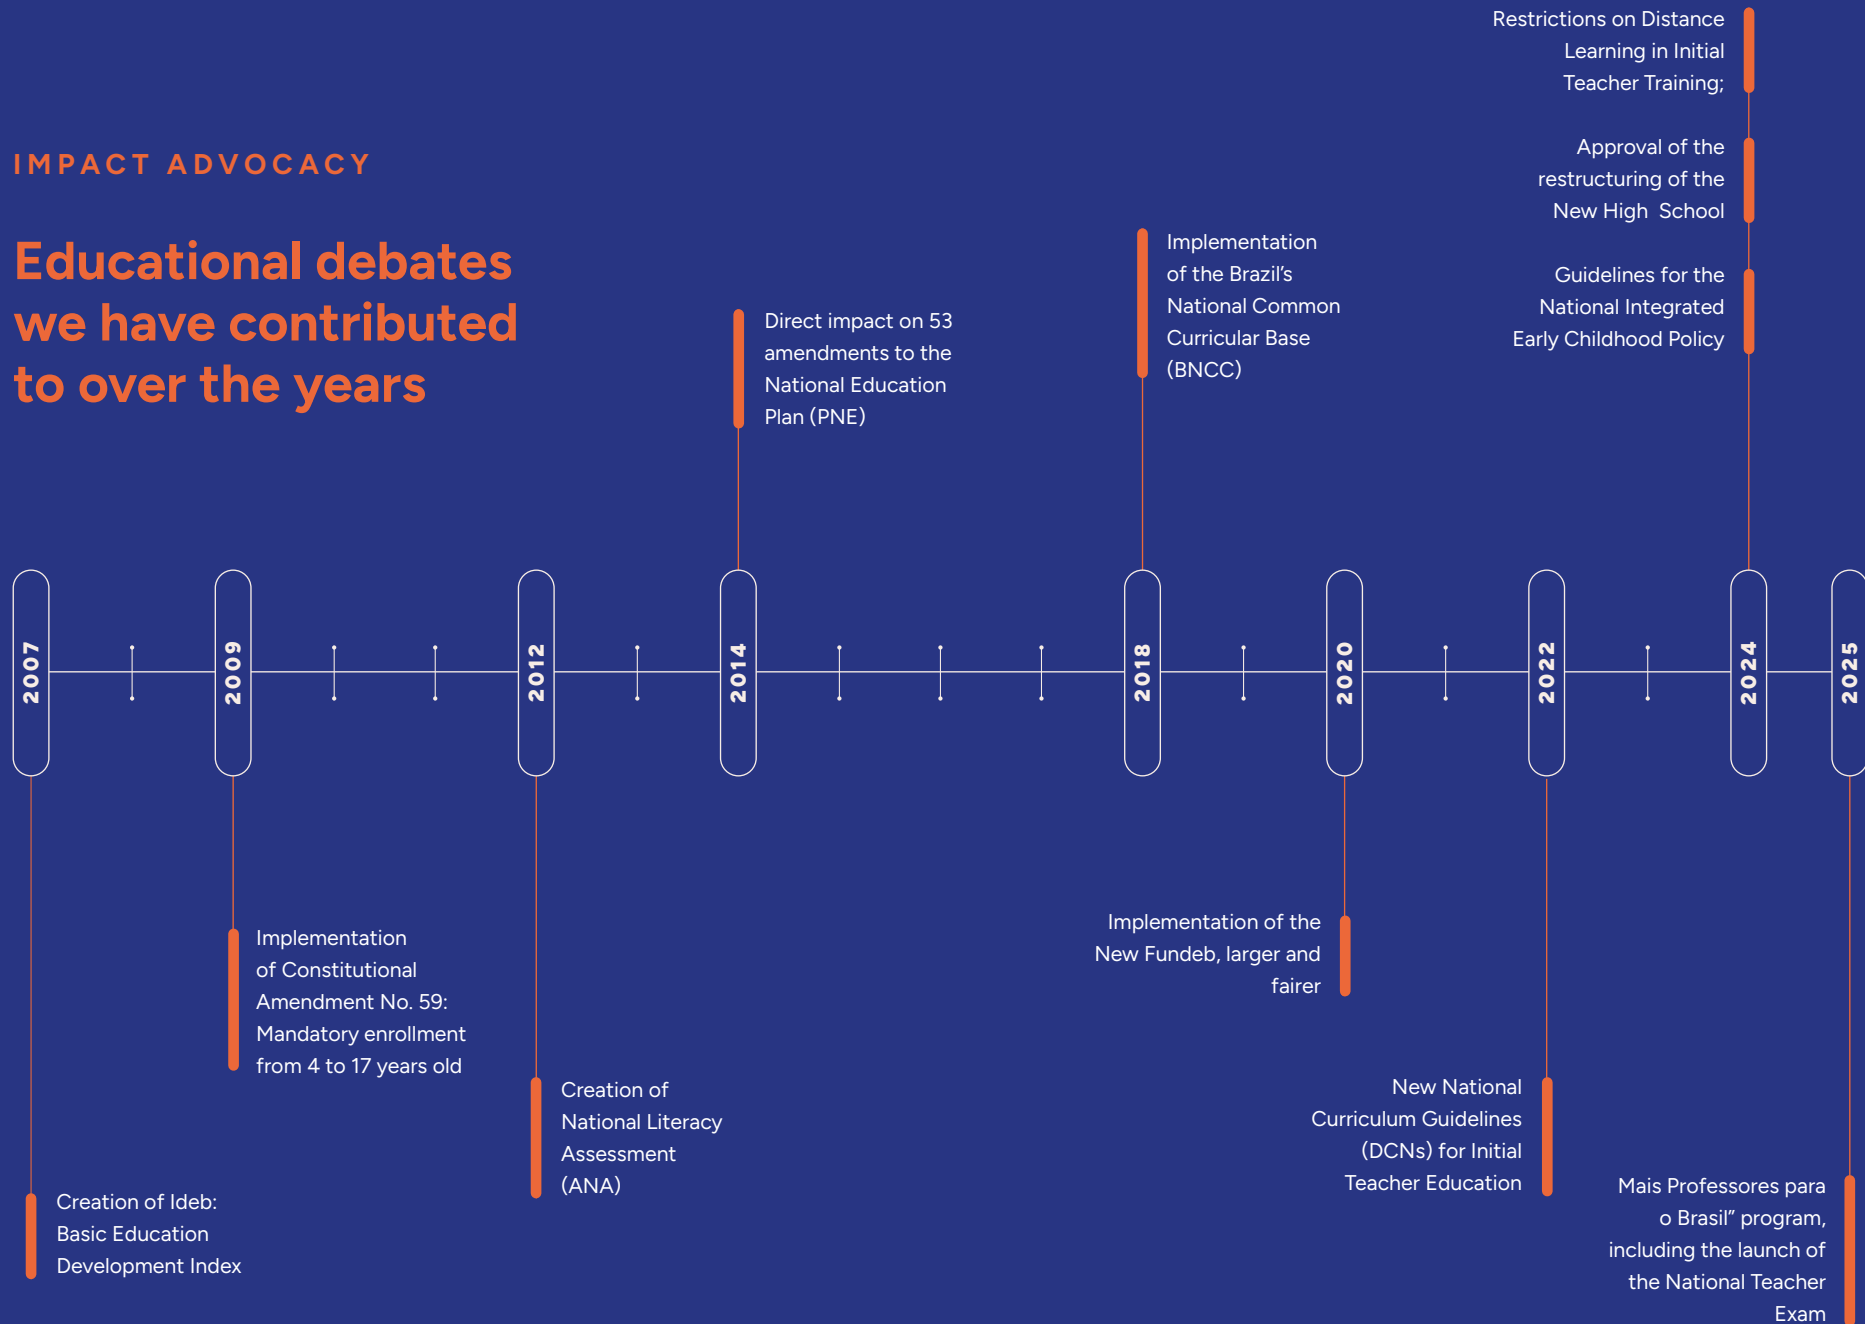 IMPACT ADVOCACY
Educational debates
we have contributed
to over the years
2007
Creation of Ideb:
Basic Education
Development Index
2009
Implementation
of Constitutional
Amendment No. 59:
Mandatory enrollment
from 4 to 17 years old
2012
Creation of
National Literacy
Assessment
(ANA)
2014
Direct impact on 53
amendments to the
National Education
Plan (PNE)
2018
Implementation
of the Brazil’s
National Common
Curricular Base
(BNCC)
2020
Implementation of the
New Fundeb, larger and
fairer
2022
New National
Curriculum Guidelines
(DCNs) for Initial
Teacher Education
2024
Restrictions on Distance
Learning in Initial
Teacher Training;
Approval of the
restructuring of the
New High  School
Guidelines for the
National Integrated
Early Childhood Policy
2025
Mais Professores para
o Brasil” program,
including the launch of
the National Teacher
Exam